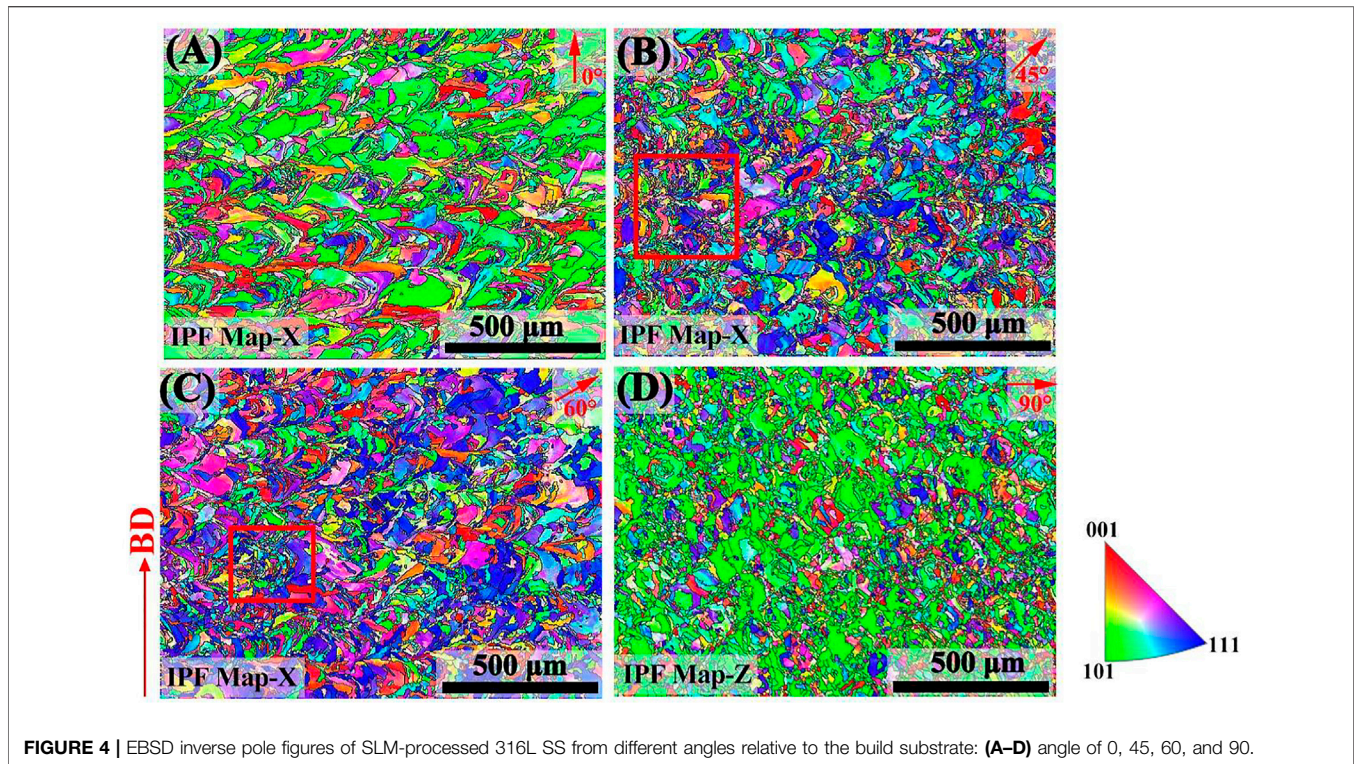 (A)
0°
IPF Map-X
500 μm
(B)
45°
IPF Map-X
500 μm
(C)
60°
IPF Map-X
500 μm
(D)
90°
IPF Map-Z
500 μm
BD
001
101
111
FIGURE 4 | EBSD inverse pole figures of SLM-processed 316L SS from different angles relative to the build substrate: (A–D) angle of 0, 45, 60, and 90.